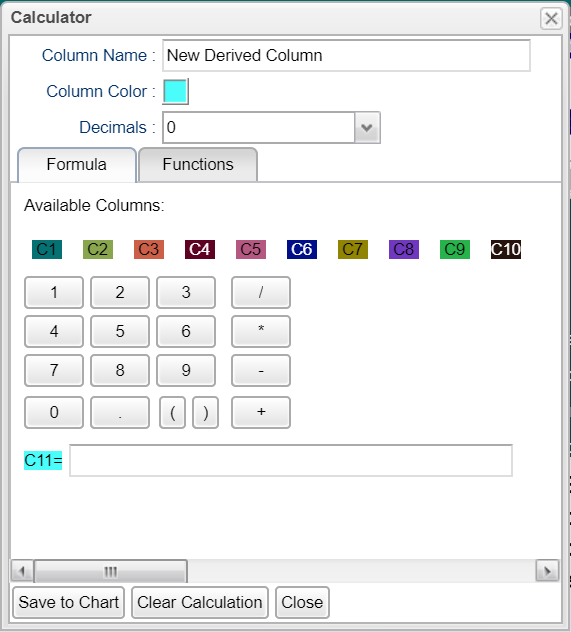 Calculator
Column Name : New Derived Column
Column Color :
Decimals : 0
Formula Functions
Available Columns:
C1 C2 C3 C4 C5 C6 C7 C8 C9 C10
1 2 3 /
4 5 6 *
7 8 9 -
0 . ( ) +
C11=
Save to Chart Clear Calculation Close